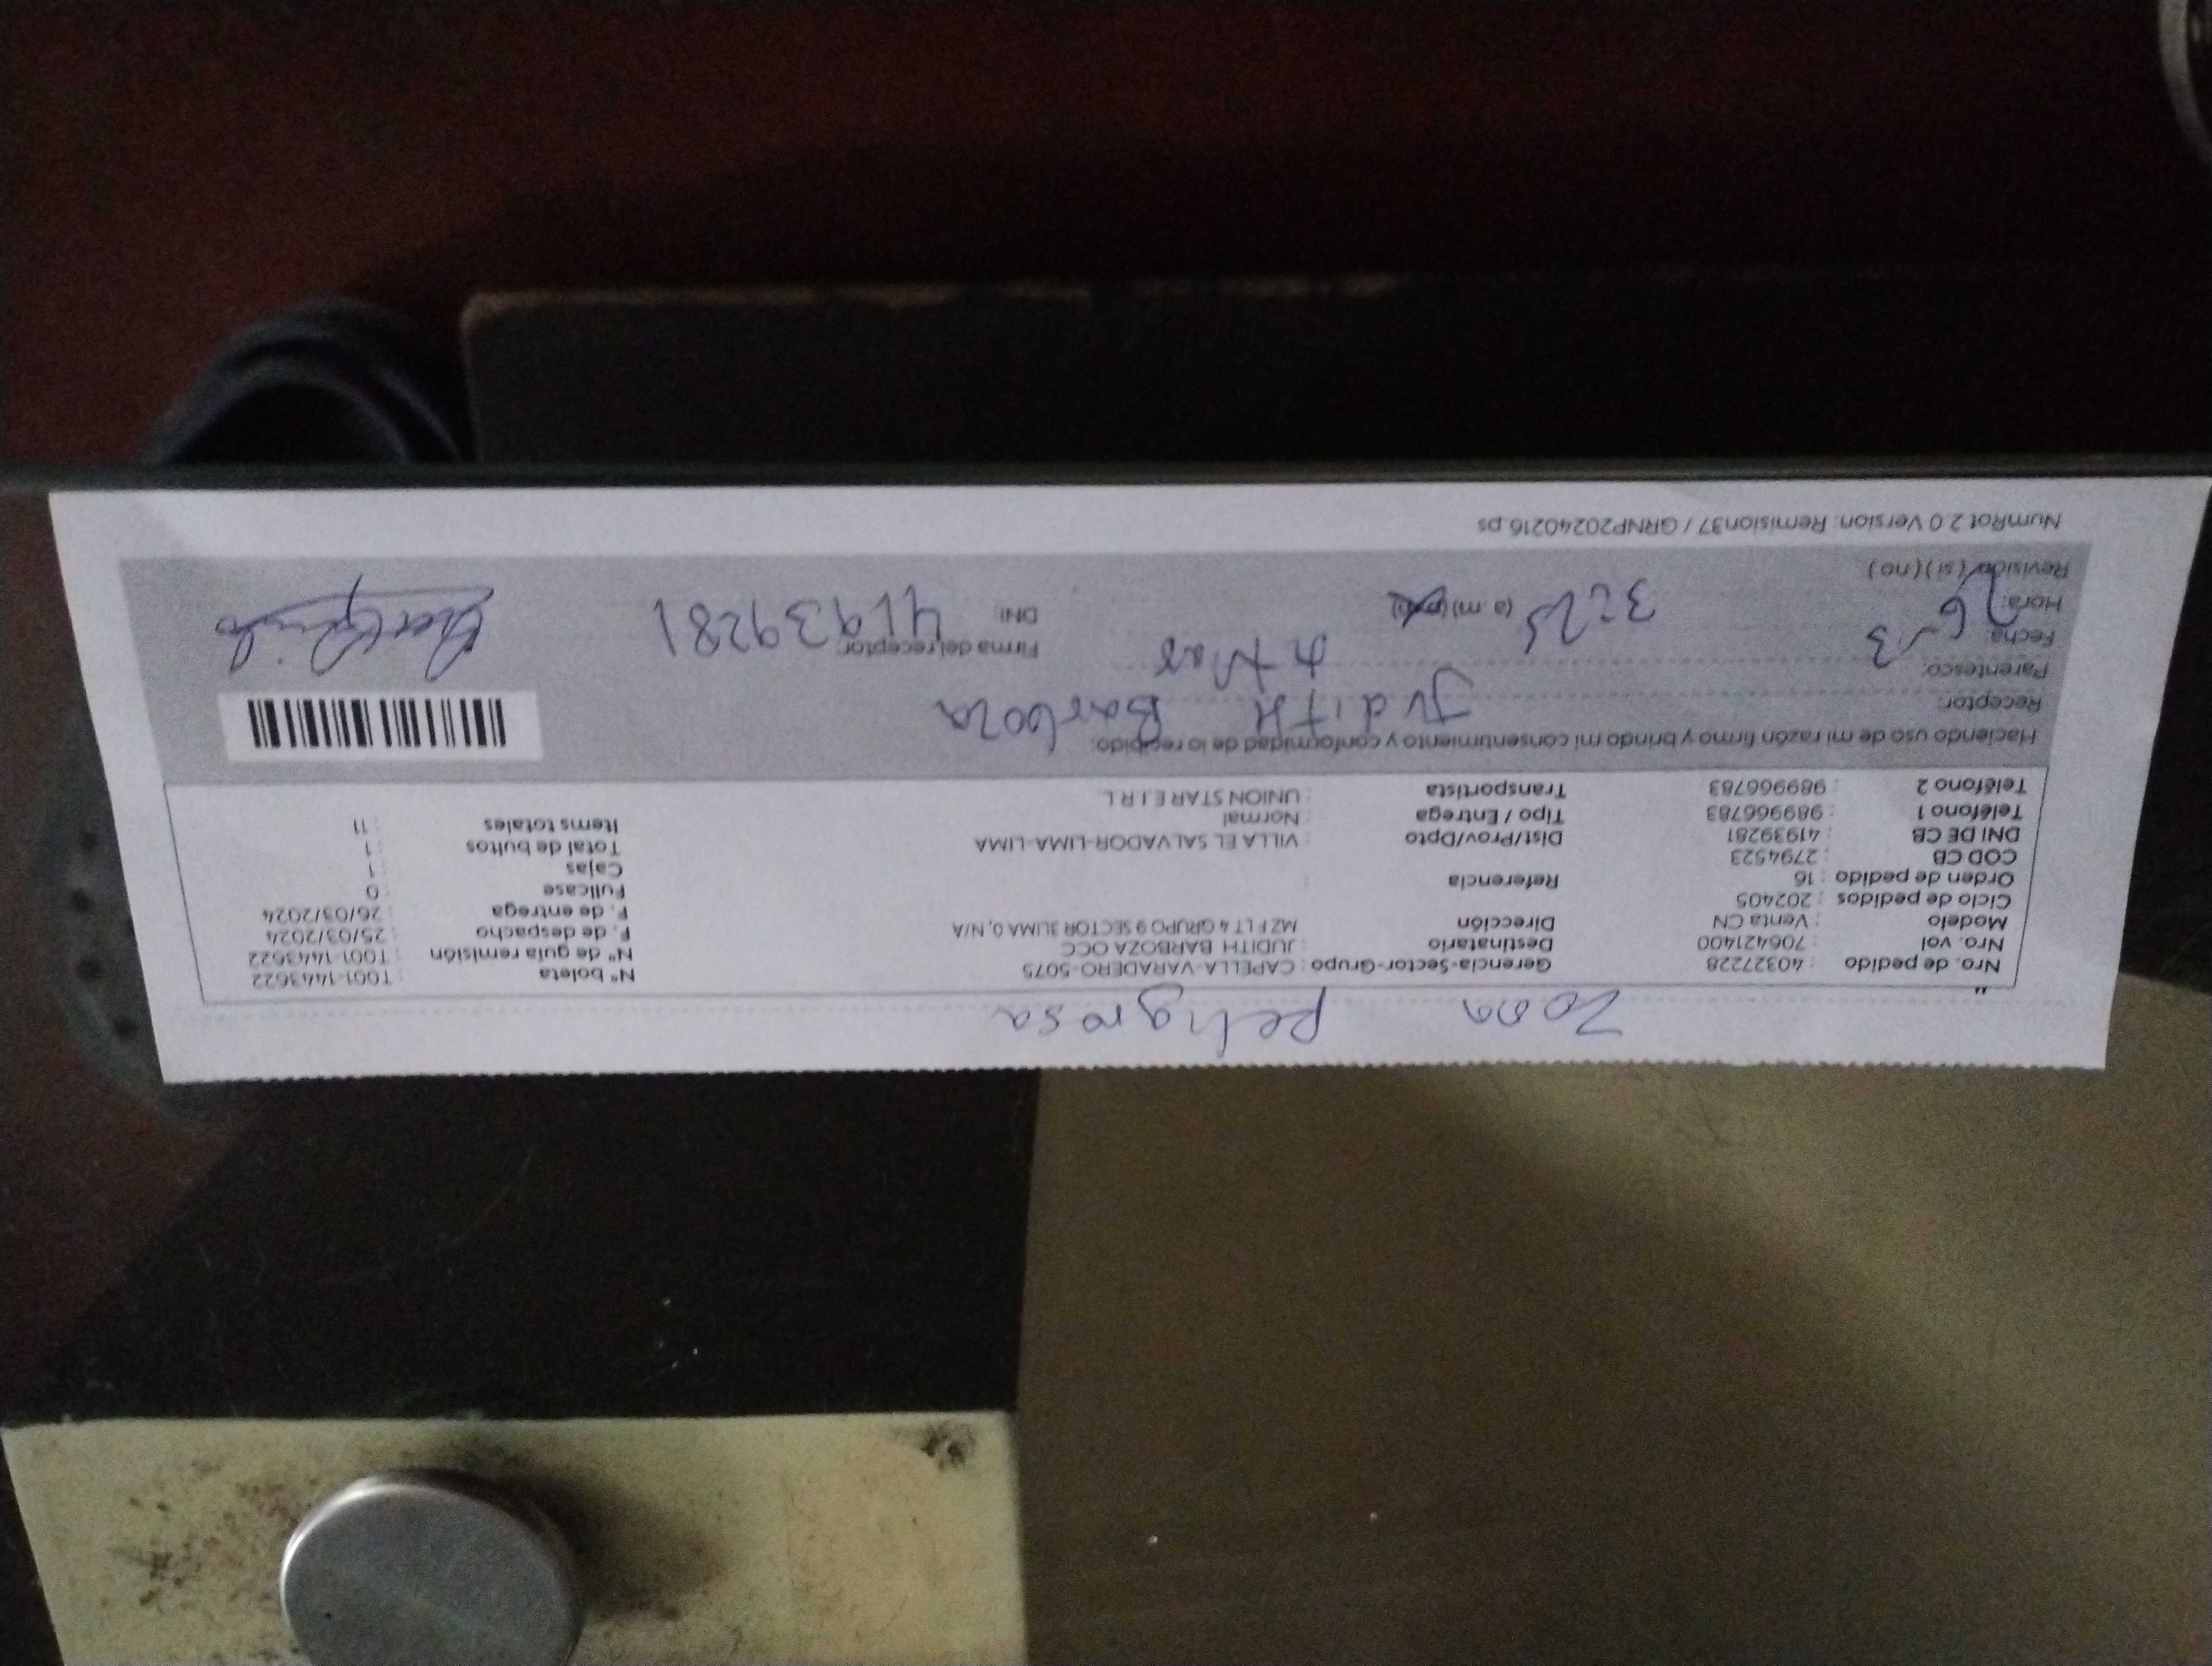 Zona peligrosa
Nro. de pedido : 40327228 Gerencia-Sector-Grupo : CAPELLA-VARADERO-5075 N° boleta : T001-1443622
Nro. vol : 706421400 Destinatario : JUDITH BARBOZA OCC N° de guía remisión : T001-1443622
Modelo : Venta CN Dirección MZ F LT 4 GRUPO 9 SECTOR 3LIMA 0, N/A F. de despacho : 25/03/2024
Ciclo de pedidos : 202405 F. de entrega : 26/03/2024
Orden de pedido : 16 Referencia : Fullcase : 0
COD CB : 2794523 Cajas : 1
DNI DE CB : 41939281 Dist/Prov/Dpto : VILLA EL SALVADOR-LIMA-LIMA Total de bultos : 1
Teléfono 1 : 989966783 Tipo / Entrega : Normal Items totales : 11
Teléfono 2 : 989966783 Transportista : UNION STAR E I R L
Haciendo uso de mi razón firmo y brindo mi consentimiento y conformidad de lo recibido:
Receptor: Judith Barboza
Parentesco:
Fecha: 26-3 Firma del receptor:
Hora: 3:25 (a.m) DNI: 41939281
Revisión (si) (no)
NumRot 2.0 Version: Remision37 / GRNP20240216.ps